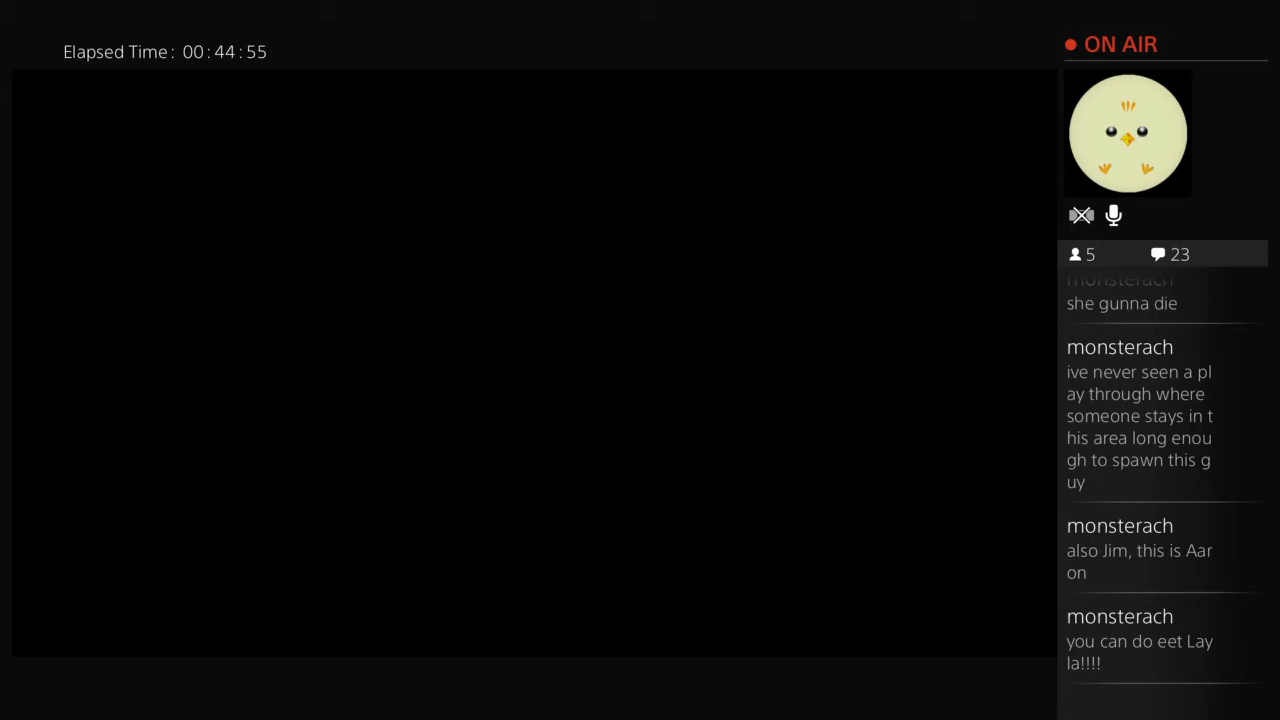 Elapsed Time: 00:44:55
ON AIR
5 23
monsterach
she gunna die
monsterach
ive never seen a pl
ay through where
someone stays in t
his area long enou
gh to spawn this g
uy
monsterach
also Jim, this is Aar
on
monsterach
you can do eet Lay
la!!!!